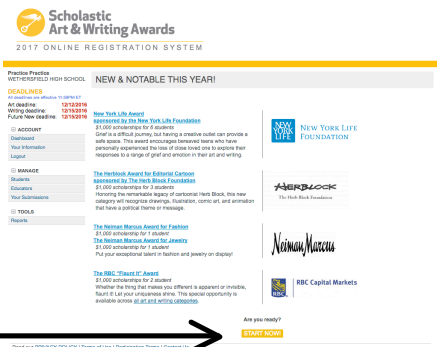 Scholastic
Art & Writing Awards
2017 ONLINE REGISTRATION SYSTEM
Practice Practice
WETHERSFIELD HIGH SCHOOL
NEW & NOTABLE THIS YEAR!
DEADLINES
All deadlines are effective 11:59PM ET
Art deadline: 12/12/2016
Writing deadline: 12/15/2016
Future New deadline: 12/15/2016
ACCOUNT
Dashboard
Your Information
Logout
MANAGE
Students
Educators
Your Submissions
TOOLS
Reports
New York Life Award
sponsored by the New York Life Foundation
$1,000 scholarships for 6 students
Grief is a difficult journey, but having a creative outlet can provide a
safe space. This award encourages bereaved teens who have
personally experienced the loss of close loved one to explore their
responses to a range of grief and emotion in their art and writing.
NEW
YORK
LIFE
NEW YORK LIFE
FOUNDATION
The Herblock Award for Editorial Cartoon
sponsored by The Herb Block Foundation
$1,000 scholarships for 3 students
Honoring the remarkable legacy of cartoonist Herb Block, this new
category will recognize drawings, illustration, comic art, and animation
that have a political theme or message.
HERBLOCK
The Herb Block Foundation
The Neiman Marcus Award for Fashion
$1,000 scholarship for 1 student
The Neiman Marcus Award for Jewelry
$1,000 scholarship for 1 student
Put your exceptional talent in fashion and jewelry on display!
Neiman Marcus
The RBC "Flaunt It" Award
$1,000 scholarships for 2 student
Whether the thing that makes you different is apparent or invisible,
flaunt it! Let your uniqueness shine. This special opportunity is
available across all art and writing categories.
RBC
RBC Capital Markets
Are you ready?
START NOW!
Read our PRIVACY POLICY | Terms of Use | Participation Terms | Contact Us